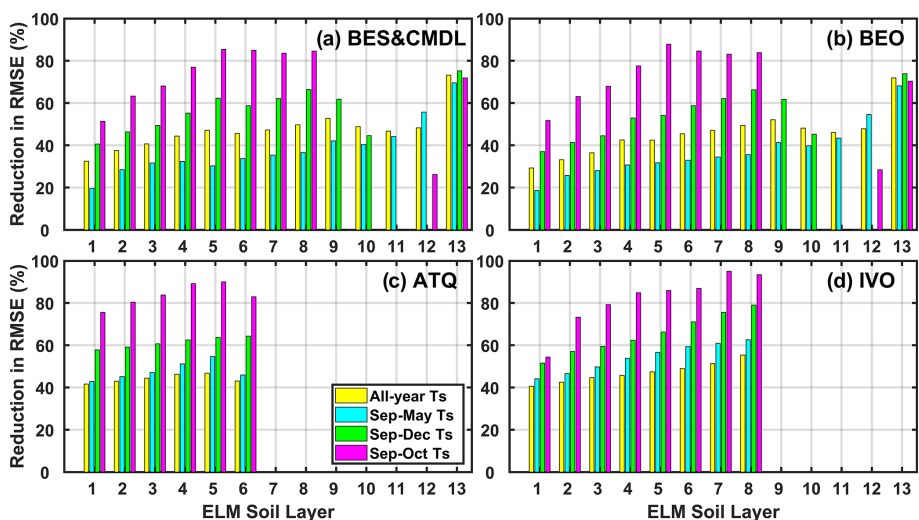 (a) BES&CMDL
(b) BEO
Reduction in RMSE (%)
100
80
60
40
20
0
1 2 3 4 5 6 7 8 9 10 11 12 13
100
80
60
40
20
0
1 2 3 4 5 6 7 8 9 10 11 12 13
(c) ATQ
(d) IVO
Reduction in RMSE (%)
100
80
60
40
20
0
All-year Ts
Sep-May Ts
Sep-Dec Ts
Sep-Oct Ts
1 2 3 4 5 6 7 8 9 10 11 12 13
ELM Soil Layer
100
80
60
40
20
0
1 2 3 4 5 6 7 8 9 10 11 12 13
ELM Soil Layer